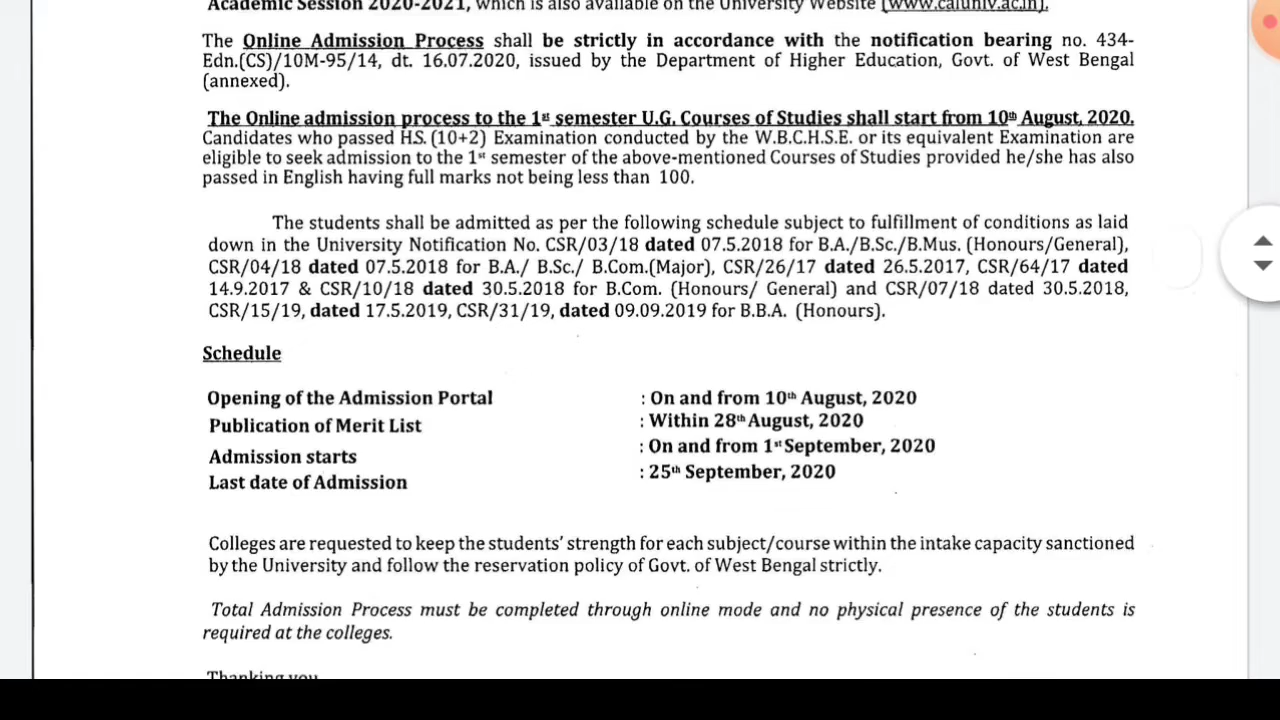 Academic Session 2020-2021, which is also available on the University Website (www.caluniv.ac.in).
The Online Admission Process shall be strictly in accordance with the notification bearing no. 434-
Edn.(CS)/10M-95/14, dt. 16.07.2020, issued by the Department of Higher Education, Govt. of West Bengal
(annexed).
The Online admission process to the 1st semester U.G. Courses of Studies shall start from 10th August, 2020.
Candidates who passed H.S. (10+2) Examination conducted by the W.B.C.H.S.E. or its equivalent Examination are
eligible to seek admission to the 1st semester of the above-mentioned Courses of Studies provided he/she has also
passed in English having full marks not being less than 100.
The students shall be admitted as per the following schedule subject to fulfillment of conditions as laid
down in the University Notification No. CSR/03/18 dated 07.5.2018 for B.A./B.Sc./B.Mus. (Honours/General),
CSR/04/18 dated 07.5.2018 for B.A./ B.Sc./ B.Com.(Major), CSR/26/17 dated 26.5.2017, CSR/64/17 dated
14.9.2017 & CSR/10/18 dated 30.5.2018 for B.Com. (Honours/ General) and CSR/07/18 dated 30.5.2018,
CSR/15/19, dated 17.5.2019, CSR/31/19, dated 09.09.2019 for B.B.A. (Honours).
Schedule
Opening of the Admission Portal : On and from 10th August, 2020
Publication of Merit List : Within 28th August, 2020
Admission starts : On and from 1st September, 2020
Last date of Admission : 25th September, 2020
Colleges are requested to keep the students' strength for each subject/course within the intake capacity sanctioned
by the University and follow the reservation policy of Govt. of West Bengal strictly.
Total Admission Process must be completed through online mode and no physical presence of the students is
required at the colleges.
Thanking you